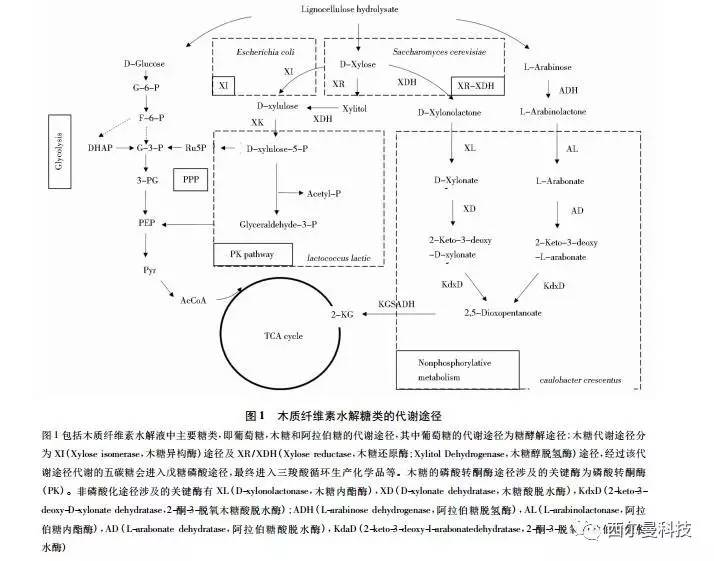 Lignocellulose hydrolysate
Escherichia coli
Saccharomyces cerevisiae
D-Glucose
XI
D-Xylose
L-Arabinose
XI
XR
XDH
XR-XDH
ADH
G-6-P
D-xylulose
Xylitol
D-Xylonolactone
L-Arabinolactone
F-6-P
XK
XDH
Glycolysis
DHAP
G-3-P
Ru5P
D-xylulose-5-P
XL
AL
3-PG
PPP
Acetyl-P
D-Xylonate
L-Arabonate
XD
AD
PEP
Glyceraldehyde-3-P
2-Keto-3-deoxy
-D-xylonate
2-Keto-3-deoxy
-L-arabonate
PK pathway
lactococcus lactic
Pyr
KdxD
KdxD
AcCoA
KGSADH
2-KG
2,5-Dioxopentanoate
TCA cycle
Nonphosphorylative
metabolism
caulobacter crescentus
图 1 木质纤维素水解糖类的代谢途径
图 1 包括木质纤维素水解液中主要糖类,即葡萄糖,木糖和阿拉伯糖的代谢途径,其中葡萄糖的代谢途径为糖酵解途径;木糖代谢途径分
为 XI(Xylose isomerase,木糖异构酶)途径及 XR/XDH(Xylose reductase,木糖还原酶;Xylitol Dehydrogenase,木糖醇脱氢酶)途径,经过该代
谢途径代谢的五碳糖会进入戊糖磷酸途径,最终进入三羧酸循环生产化学品等。木糖的磷酸转酮酶途径涉及的关键酶为磷酸转酮酶
(PK)。非磷酸化途径涉及的关键酶有 XL(D-xylonolactonase,木糖内酯酶),XD(D-xylonate dehydratase,木糖酸脱水酶),KdxD(2-keto-3-
deoxy-D-xylonate dehydratase,2-酮-3-脱氧木糖酸脱水酶);ADH(L-arabinose dehydrogenase,阿拉伯糖脱氢酶),AL(L-arabinolactonase,阿拉
伯糖内酯酶),AD(L-arabonate dehydratase,阿拉伯糖酸脱水酶),KdaD(2-keto-3-deoxy-l-arabonatedehydratase,2-酮-3-脱
水酶)
西尔曼科技